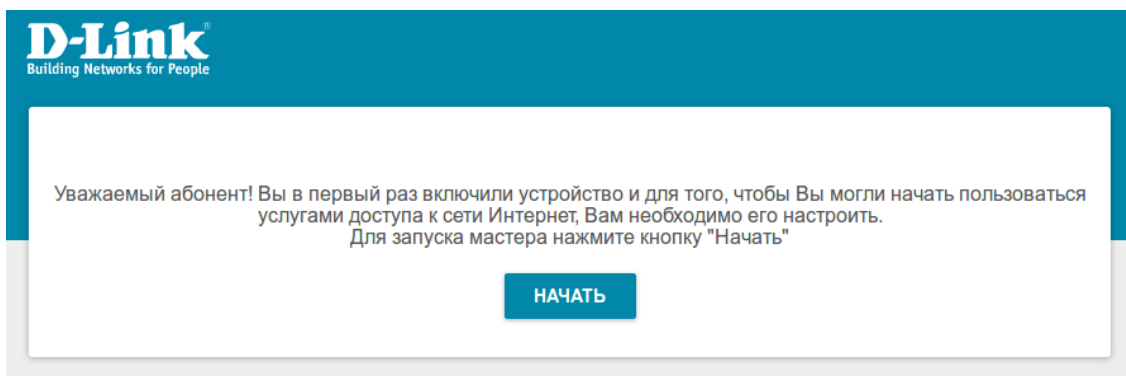 D-Link®
Building Networks for People
Уважаемый абонент! Вы в первый раз включили устройство и для того, чтобы Вы могли начать пользоваться
услугами доступа к сети Интернет, Вам необходимо его настроить.
Для запуска мастера нажмите кнопку "Начать"
НАЧАТЬ